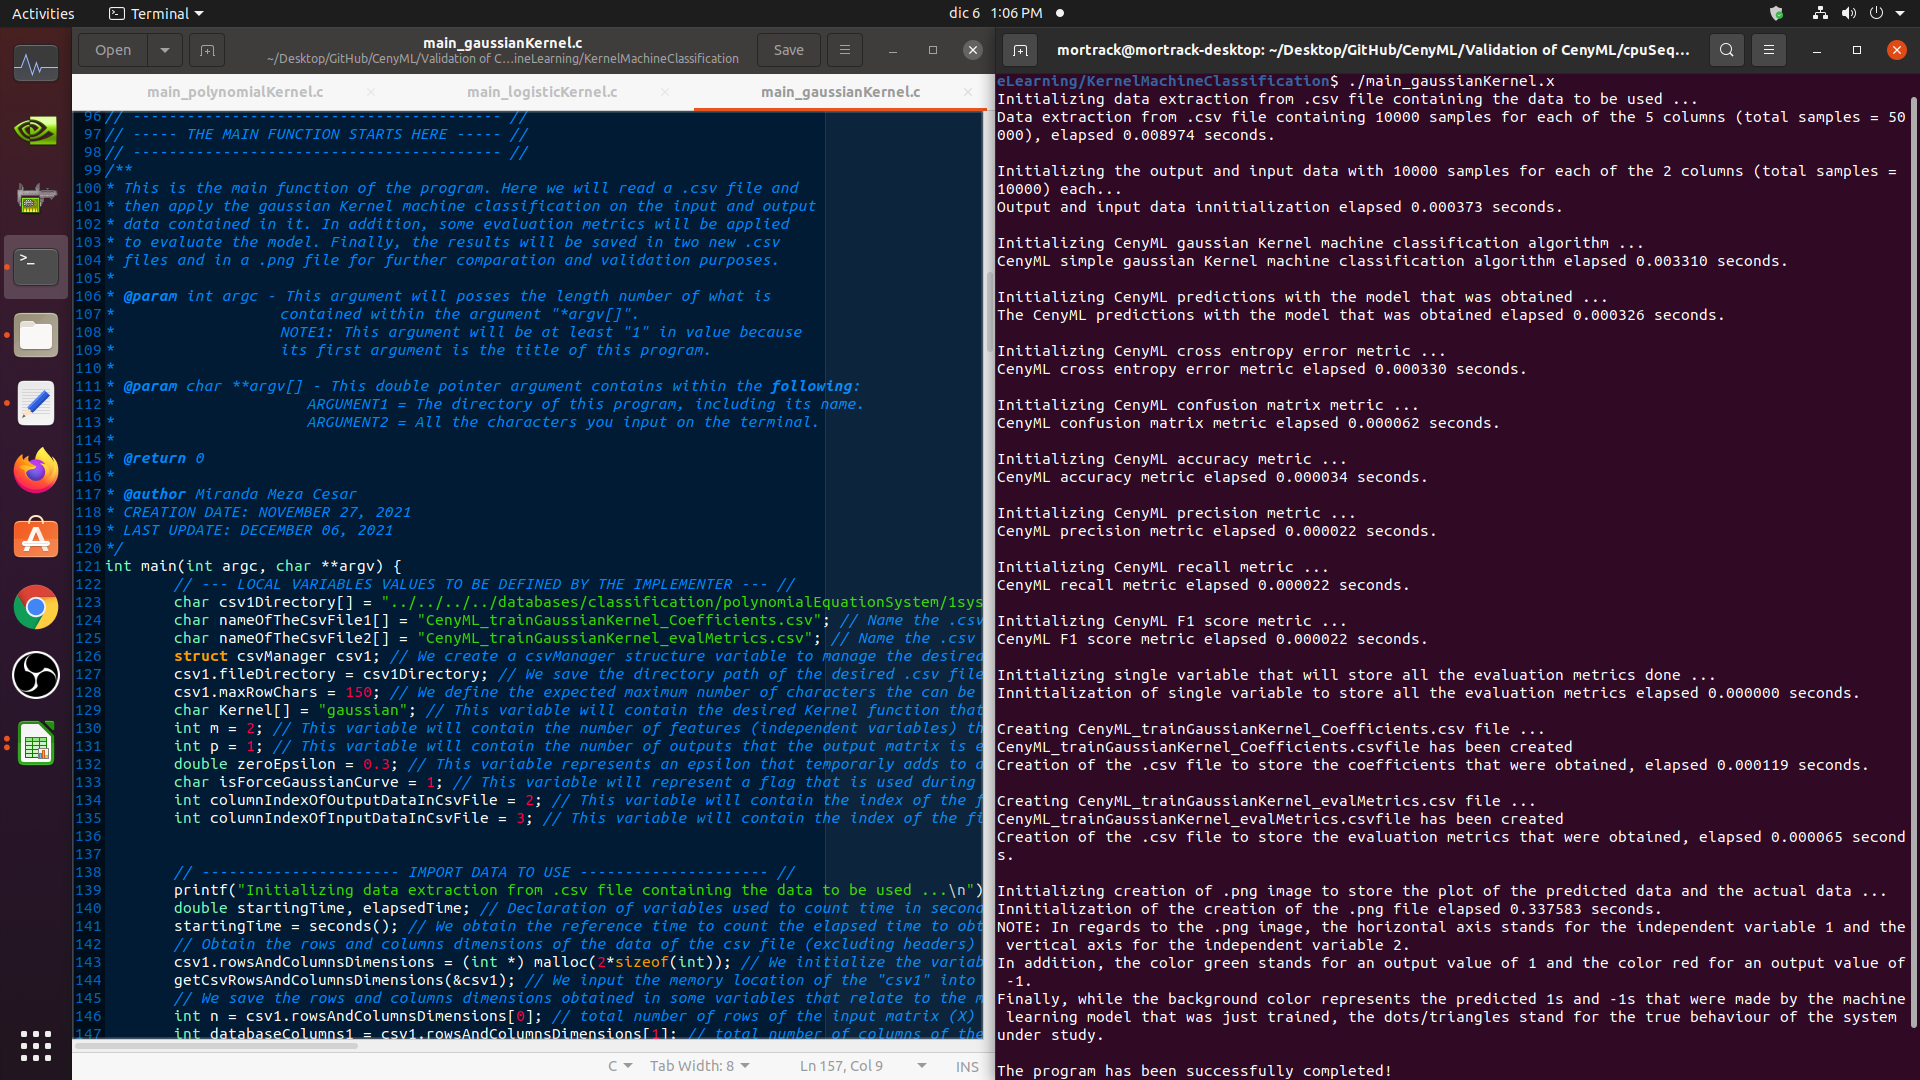 Activities
Terminal
dic 6 1:06 PM
Open
main_gaussianKernel.c
~/Desktop/GitHub/CenyML/Validation of C...ineLearning/KernelMachineClassification
Save
main_polynomialKernel.c
main_logisticKernel.c
main_gaussianKernel.c
96 // ----------------------------------------- //
97 // ----- THE MAIN FUNCTION STARTS HERE ----- //
98 // ----------------------------------------- //
99 /**
100 * This is the main function of the program. Here we will read a .csv file and
101 * then apply the gaussian Kernel machine classification on the input and output
102 * data contained in it. In addition, some evaluation metrics will be applied
103 * to evaluate the model. Finally, the results will be saved in two new .csv
104 * files and in a .png file for further comparation and validation purposes.
105 *
106 * @param int argc - This argument will posses the length number of what is
107 * contained within the argument "*argv[]".
108 * NOTE1: This argument will be at least "1" in value because
109 * its first argument is the title of this program.
110 *
111 * @param char **argv[] - This double pointer argument contains within the following:
112 * ARGUMENT1 = The directory of this program, including its name.
113 * ARGUMENT2 = All the characters you input on the terminal.
114 *
115 * @return 0
116 *
117 * @author Miranda Meza Cesar
118 * CREATION DATE: NOVEMBER 27, 2021
119 * LAST UPDATE: DECEMBER 06, 2021
120 */
121 int main(int argc, char **argv) {
122 // --- LOCAL VARIABLES VALUES TO BE DEFINED BY THE IMPLEMENTER --- //
123 char csv1Directory[] = "../../../../databases/classification/polynomialEquationSystem/1sys
124 char nameOfTheCsvFile1[] = "CenyML_trainGaussianKernel_Coefficients.csv"; // Name the .csv
125 char nameOfTheCsvFile2[] = "CenyML_trainGaussianKernel_evalMetrics.csv"; // Name the .csv
126 struct csvManager csv1; // We create a csvManager structure variable to manage the desired
127 csv1.fileDirectory = csv1Directory; // We save the directory path of the desired .csv file
128 csv1.maxRowChars = 150; // We define the expected maximum number of characters the can be
129 char Kernel[] = "gaussian"; // This variable will contain the desired Kernel function that
130 int m = 2; // This variable will contain the number of features (independent variables) th
131 int p = 1; // This variable will contain the number of outputs that the output matrix is e
132 double zeroEpsilon = 0.3; // This variable represents an epsilon that temporarly adds to a
133 char isForceGaussianCurve = 1; // This variable will represent a flag that is used during
134 int columnIndexOfOutputDataInCsvFile = 2; // This variable will contain the index of the f
135 int columnIndexOfInputDataInCsvFile = 3; // This variable will contain the index of the fi
136
137
138 // ---------------------- IMPORT DATA TO USE --------------------- //
139 printf("Initializing data extraction from .csv file containing the data to be used ...\n")
140 double startingTime, elapsedTime; // Declaration of variables used to count time in second
141 startingTime = seconds(); // We obtain the reference time to count the elapsed time to obt
142 // Obtain the rows and columns dimensions of the data of the csv file (excluding headers)
143 csv1.rowsAndColumnsDimensions = (int *) malloc(2*sizeof(int)); // We initialize the variab
144 getCsvRowsAndColumnsDimensions(&csv1); // We input the memory location of the "csv1" into
145 // We save the rows and columns dimensions obtained in some variables that relate to the m
146 int n = csv1.rowsAndColumnsDimensions[0]; // total number of rows of the input matrix (X)
147 int databaseColumns1 = csv1.rowsAndColumnsDimensions[1]; // total number of columns of the
C Tab Width: 8 Ln 157, Col 9 INS
mortrack@mortrack-desktop: ~/Desktop/GitHub/CenyML/Validation of CenyML/cpuSeq...
eLearning/KernelMachineClassification$ ./main_gaussianKernel.x
Initializing data extraction from .csv file containing the data to be used ...
Data extraction from .csv file containing 10000 samples for each of the 5 columns (total samples = 50
000), elapsed 0.008974 seconds.
Initializing the output and input data with 10000 samples for each of the 2 columns (total samples =
10000) each...
Output and input data innitialization elapsed 0.000373 seconds.
Initializing CenyML gaussian Kernel machine classification algorithm ...
CenyML simple gaussian Kernel machine classification algorithm elapsed 0.003310 seconds.
Initializing CenyML predictions with the model that was obtained ...
The CenyML predictions with the model that was obtained elapsed 0.000326 seconds.
Initializing CenyML cross entropy error metric ...
CenyML cross entropy error metric elapsed 0.000330 seconds.
Initializing CenyML confusion matrix metric ...
CenyML confusion matrix metric elapsed 0.000062 seconds.
Initializing CenyML accuracy metric ...
CenyML accuracy metric elapsed 0.000034 seconds.
Initializing CenyML precision metric ...
CenyML precision metric elapsed 0.000022 seconds.
Initializing CenyML recall metric ...
CenyML recall metric elapsed 0.000022 seconds.
Initializing CenyML F1 score metric ...
CenyML F1 score metric elapsed 0.000022 seconds.
Initializing single variable that will store all the evaluation metrics done ...
Innitialization of single variable to store all the evaluation metrics elapsed 0.000000 seconds.
Creating CenyML_trainGaussianKernel_Coefficients.csv file ...
CenyML_trainGaussianKernel_Coefficients.csvfile has been created
Creation of the .csv file to store the coefficients that were obtained, elapsed 0.000119 seconds.
Creating CenyML_trainGaussianKernel_evalMetrics.csv file ...
CenyML_trainGaussianKernel_evalMetrics.csvfile has been created
Creation of the .csv file to store the evaluation metrics that were obtained, elapsed 0.000065 second
s.
Initializing creation of .png image to store the plot of the predicted data and the actual data ...
Innitialization of the creation of the .png file elapsed 0.337583 seconds.
NOTE: In regards to the .png image, the horizontal axis stands for the independent variable 1 and the
vertical axis for the independent variable 2.
In addition, the color green stands for an output value of 1 and the color red for an output value of
-1.
Finally, while the background color represents the predicted 1s and -1s that were made by the machine
learning model that was just trained, the dots/triangles stand for the true behaviour of the system
under study.
The program has been successfully completed!